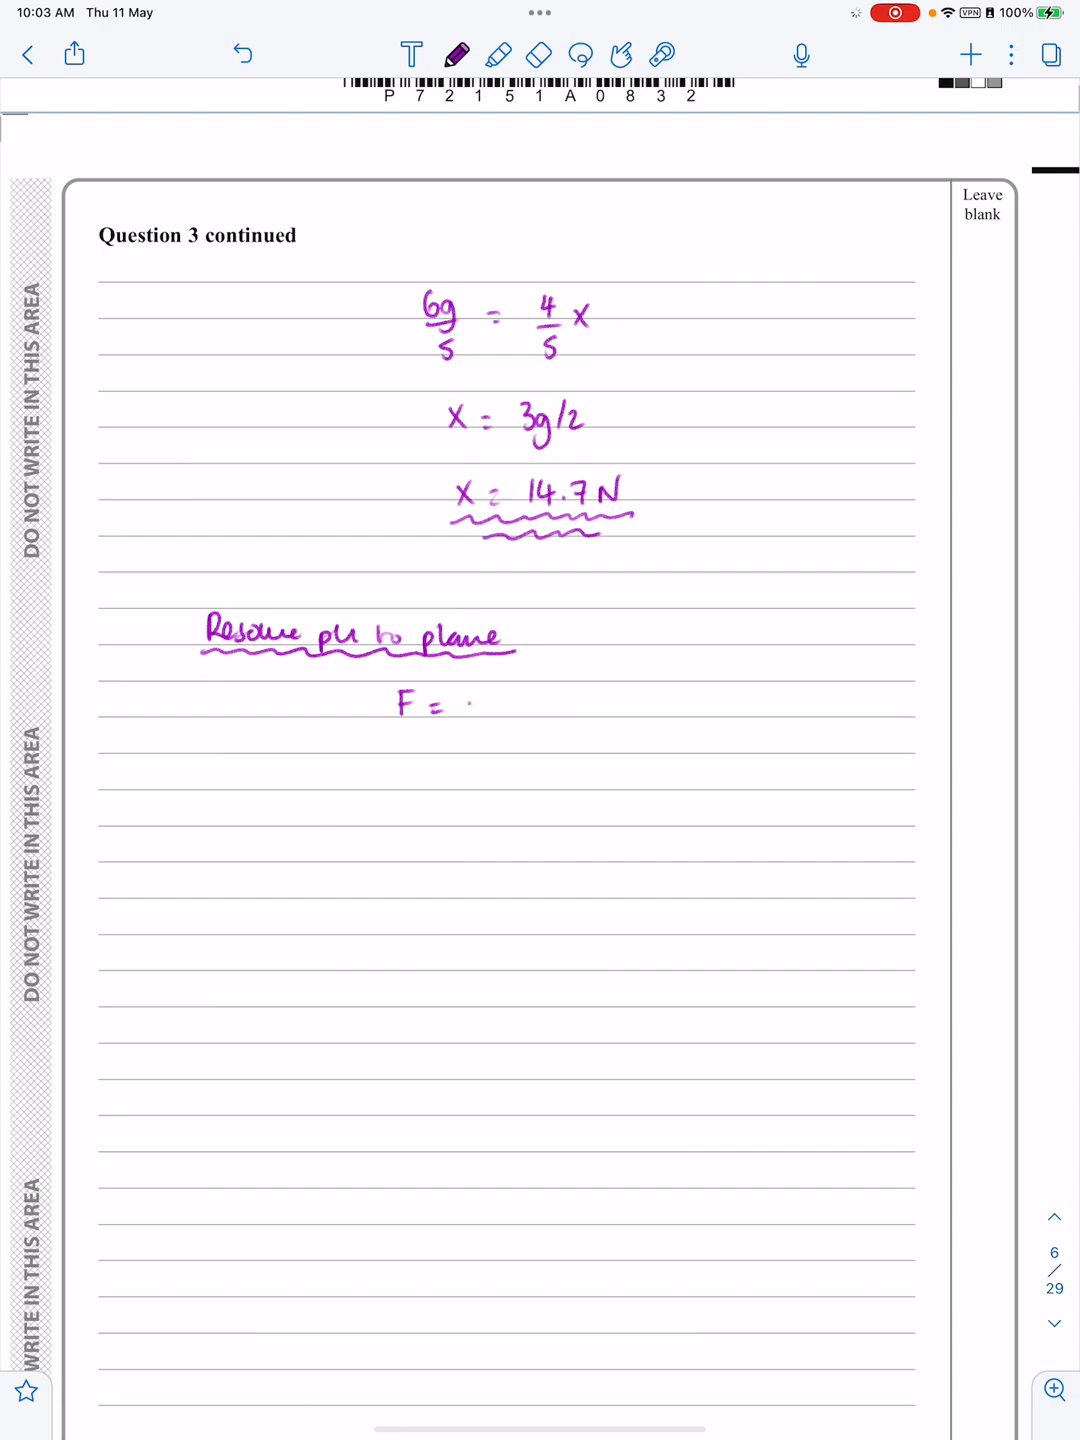 10:03 AM Thu 11 May
VPN 100%
P 7 2 1 5 1 A 0 8 3 2
Leave
blank
Question 3 continued
6g/5 = 4/5 x
x = 3g/2
x = 14.7 N
Resolve pll to plane
F =
DO NOT WRITE IN THIS AREA
DO NOT WRITE IN THIS AREA
WRITE IN THIS AREA
6
/
29